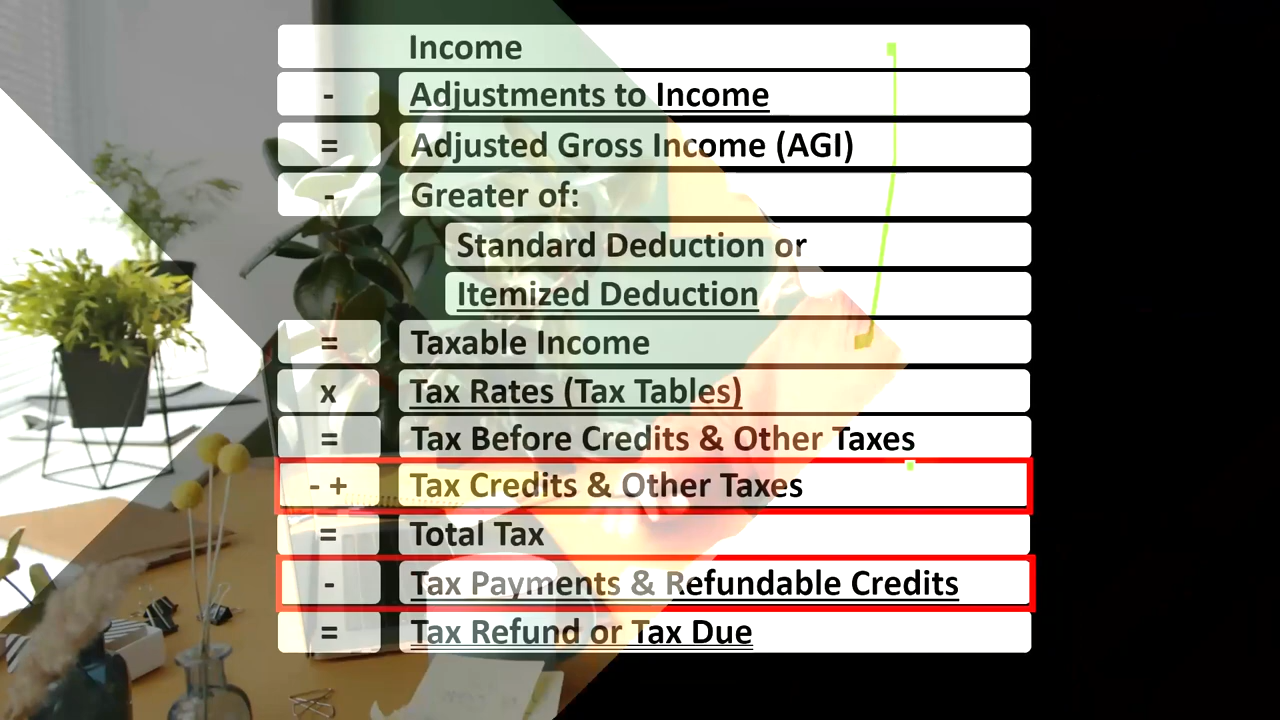 Income
- Adjustments to Income
= Adjusted Gross Income (AGI)
- Greater of:
Standard Deduction or
Itemized Deduction
= Taxable Income
x Tax Rates (Tax Tables)
= Tax Before Credits & Other Taxes
- + Tax Credits & Other Taxes
= Total Tax
- Tax Payments & Refundable Credits
= Tax Refund or Tax Due